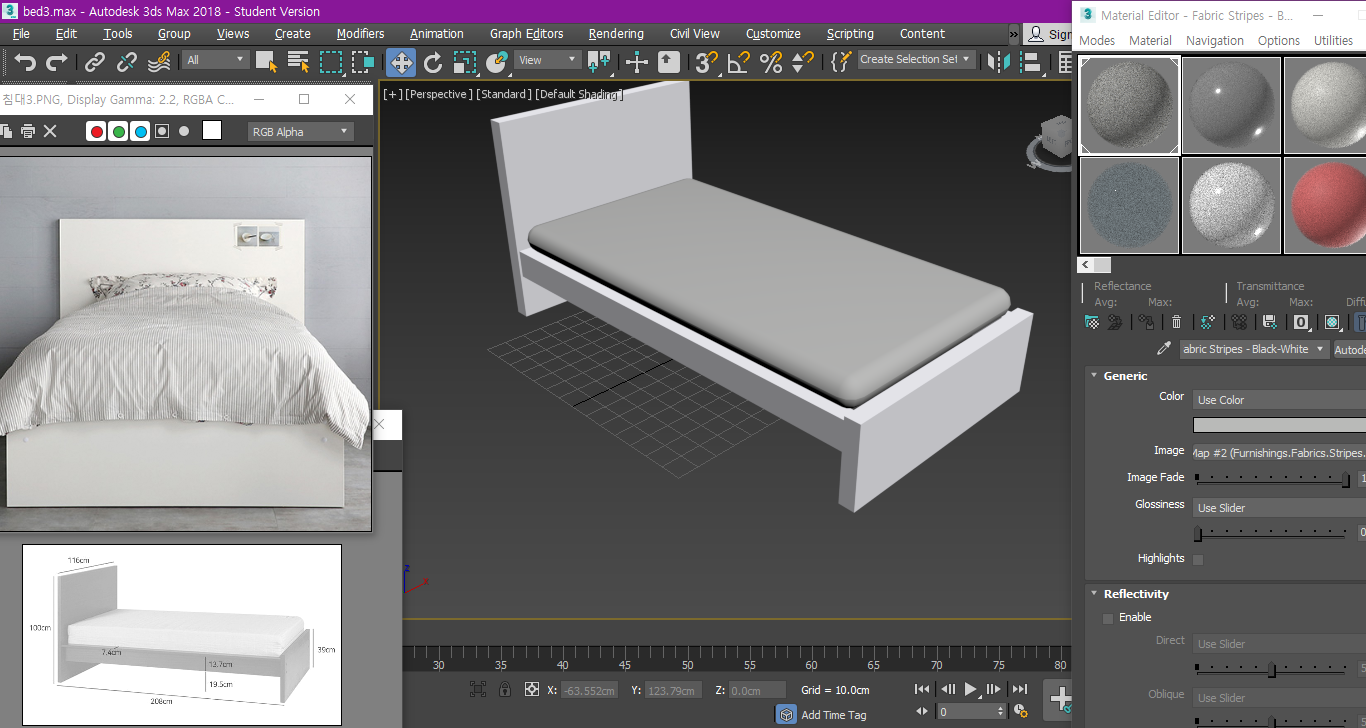 bed3.max - Autodesk 3ds Max 2018 - Student Version
File Edit Tools Group Views Create Modifiers Animation Graph Editors Rendering Civil View Customize Scripting Content » Sign
All View Create Selection Set
침대3.PNG, Display Gamma: 2.2, RGBA C...
RGB Alpha
[+] [Perspective] [Standard] [Default Shading]
116cm
100cm
7.4cm
13.7cm
19.5cm
39cm
208cm
30 35 40 45 50 55 60 65 70 75 80
X: -63.552cm Y: 123.79cm Z: 0.0cm Grid = 10.0cm
Add Time Tag
0
Material Editor - Fabric Stripes - B...
Modes Material Navigation Options Utilities
Reflectance Transmittance
Avg: Max: Avg: Max: Diff
abric Stripes - Black-White Autode
Generic
Color Use Color
Image Map #2 (Furnishings.Fabrics.Stripes.
Image Fade 1
Glossiness Use Slider
0
Highlights
Reflectivity
Enable
Direct Use Slider
5
Oblique Use Slider
5